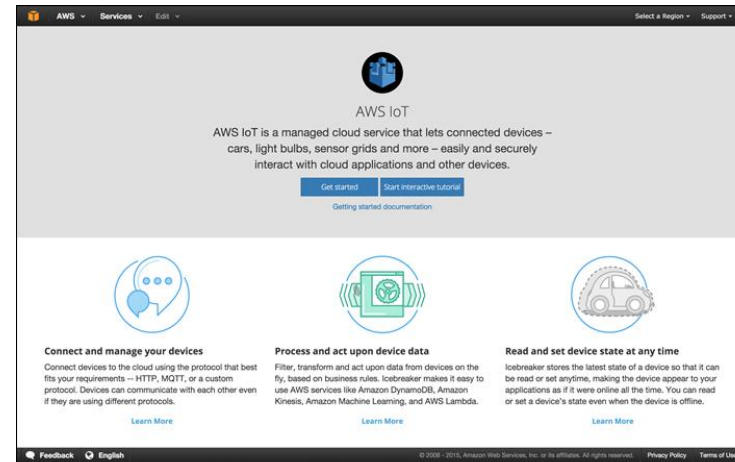 AWS Services Edit Select a Region Support
AWS IoT
AWS IoT is a managed cloud service that lets connected devices –
cars, light bulbs, sensor grids and more – easily and securely
interact with cloud applications and other devices.
Get started Start interactive tutorial
Getting started documentation
Connect and manage your devices
Connect devices to the cloud using the protocol that best
fits your requirements -- HTTP, MQTT, or a custom
protocol. Devices can communicate with each other even
if they are using different protocols.
Learn More
Process and act upon device data
Filter, transform and act upon data from devices on the
fly, based on business rules. Icebreaker makes it easy to
use AWS services like Amazon DynamoDB, Amazon
Kinesis, Amazon Machine Learning, and AWS Lambda.
Learn More
Read and set device state at any time
Icebreaker stores the latest state of a device so that it can
be read or set anytime, making the device appear to your
applications as if it were online all the time. You can read
or set a device's state even when the device is offline.
Learn More
Feedback English © 2008 - 2015, Amazon Web Services, Inc. or its affiliates. All rights reserved. Privacy Policy Terms of Use